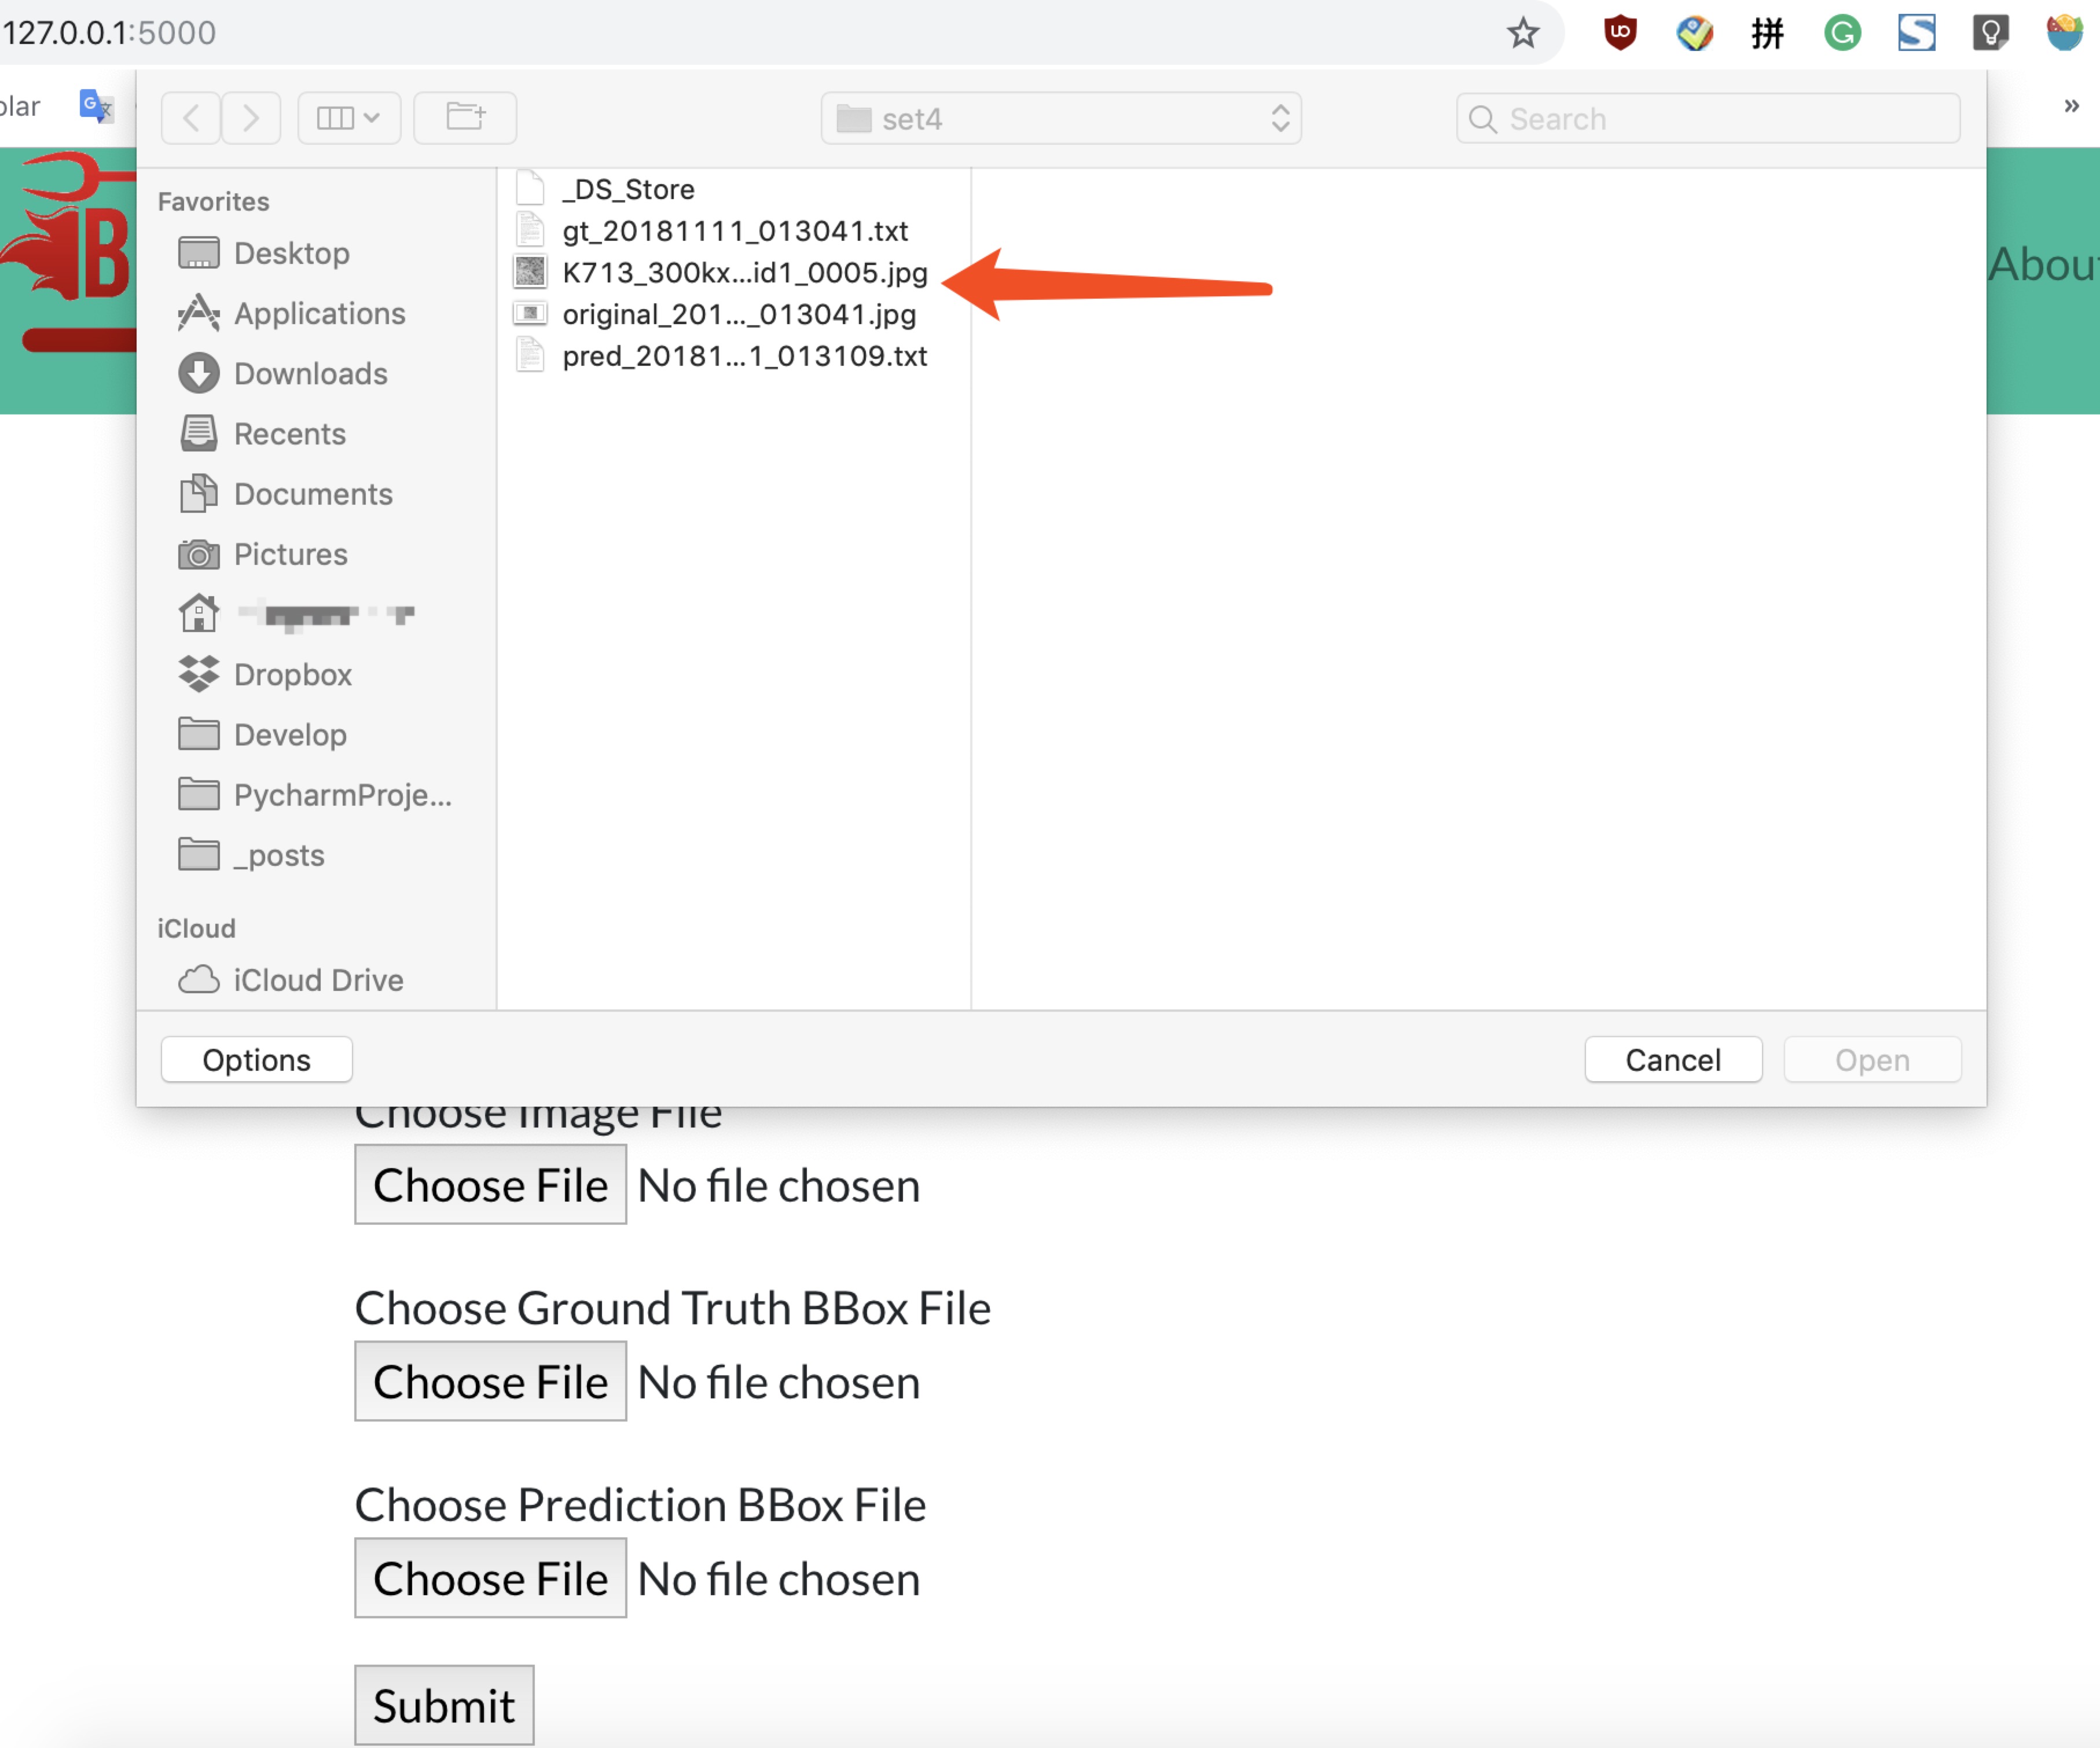 127.0.0.1:5000
拼
olar
»
set4
Search
B
Abou
Favorites
Desktop
Applications
Downloads
Recents
Documents
Pictures
Dropbox
Develop
PycharmProje...
_posts
iCloud
iCloud Drive
_DS_Store
gt_20181111_013041.txt
K713_300kx...id1_0005.jpg
original_201..._013041.jpg
pred_20181...1_013109.txt
Options
Cancel
Open
Choose Image File
Choose File No file chosen
Choose Ground Truth BBox File
Choose File No file chosen
Choose Prediction BBox File
Choose File No file chosen
Submit